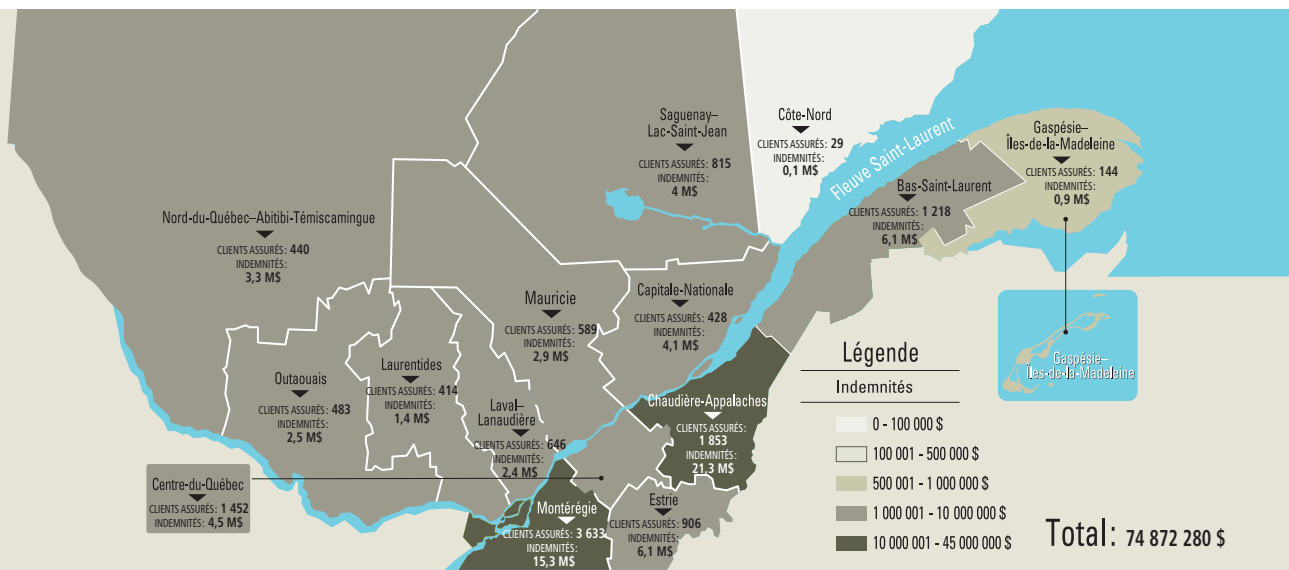 Saguenay–
Lac-Saint-Jean
CLIENTS ASSURÉS: 815
INDEMNITÉS:
4 M$
Côte-Nord
CLIENTS ASSURÉS: 29
INDEMNITÉS:
0,1 M$
Fleuve Saint-Laurent
Gaspésie–
Îles-de-la-Madeleine
CLIENTS ASSURÉS: 144
INDEMNITÉS:
0,9 M$
Bas-Saint-Laurent
CLIENTS ASSURÉS: 1 218
INDEMNITÉS:
6,1 M$
Nord-du-Québec–Abitibi-Témiscamingue
CLIENTS ASSURÉS: 440
INDEMNITÉS:
3,3 M$
Mauricie
CLIENTS ASSURÉS: 589
INDEMNITÉS:
2,9 M$
Capitale-Nationale
CLIENTS ASSURÉS: 428
INDEMNITÉS:
4,1 M$
Outaouais
CLIENTS ASSURÉS: 483
INDEMNITÉS:
2,5 M$
Laurentides
CLIENTS ASSURÉS: 414
INDEMNITÉS:
1,4 M$
Laval–
Lanaudière
CLIENTS ASSURÉS: 646
INDEMNITÉS:
2,4 M$
Chaudière-Appalaches
CLIENTS ASSURÉS:
1 853
INDEMNITÉS:
21,3 M$
Centre-du-Québec
CLIENTS ASSURÉS: 1 452
INDEMNITÉS: 4,5 M$
Montérégie
CLIENTS ASSURÉS: 3 633
INDEMNITÉS:
15,3 M$
Estrie
CLIENTS ASSURÉS: 906
INDEMNITÉS:
6,1 M$
Gaspésie–
Îles-de-la-Madeleine
Légende
Indemnités
0 - 100 000 $
100 001 - 500 000 $
500 001 - 1 000 000 $
1 000 001 - 10 000 000 $
10 000 001 - 45 000 000 $
Total: 74 872 280 $